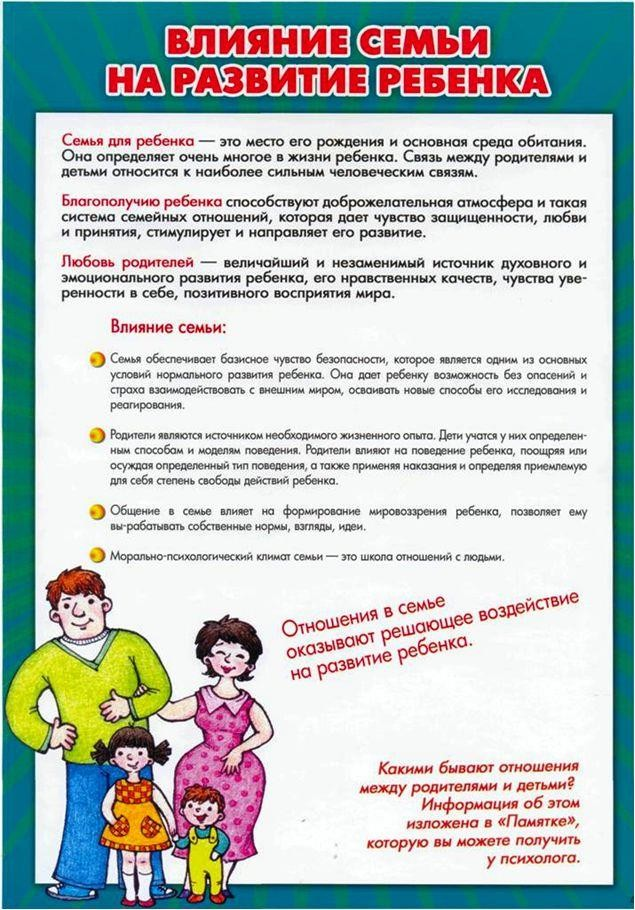 ВЛИЯНИЕ СЕМЬИ
НА РАЗВИТИЕ РЕБЕНКА
Семья для ребенка — это место его рождения и основная среда обитания.
Она определяет очень многое в жизни ребенка. Связь между родителями и
детьми относится к наиболее сильным человеческим связям.
Благополучию ребенка способствуют доброжелательная атмосфера и такая
система семейных отношений, которая дает чувство защищенности, любви
и принятия, стимулирует и направляет его развитие.
Любовь родителей — величайший и незаменимый источник духовного и
эмоционального развития ребенка, его нравственных качеств, чувства уве-
ренности в себе, позитивного восприятия мира.
Влияние семьи:
Семья обеспечивает базисное чувство безопасности, которое является одним из основных
условий нормального развития ребенка. Она дает ребенку возможность без опасений и
страха взаимодействовать с внешним миром, осваивать новые способы его исследования и
реагирования.
Родители являются источником необходимого жизненного опыта. Дети учатся у них определен-
ным способам и моделям поведения. Родители влияют на поведение ребенка, поощряя или
осуждая определенный тип поведения, а также применяя наказания и определяя приемлемую
для себя степень свободы действий ребенка.
Общение в семье влияет на формирование мировоззрения ребенка, позволяет ему
вы-рабатывать собственные нормы, взгляды, идеи.
Морально-психологический климат семьи — это школа отношений с людьми.
Отношения в семье
оказывают решающее воздействие
на развитие ребенка.
Какими бывают отношения
между родителями и детьми?
Информация об этом
изложена в «Памятке»,
которую вы можете получить
у психолога.